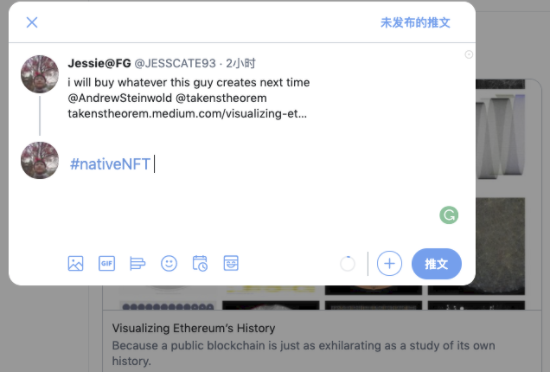 未发布的推文
Jessie@FG @JESSCATE93 · 2小时
i will buy whatever this guy creates next time
@AndrewSteinwold @takenstheorem
takenstheorem.medium.com/visualizing-et...
#nativeNFT
GIF
推文
Visualizing Ethereum's History
Because a public blockchain is just as exhilarating as a study of its own
history.